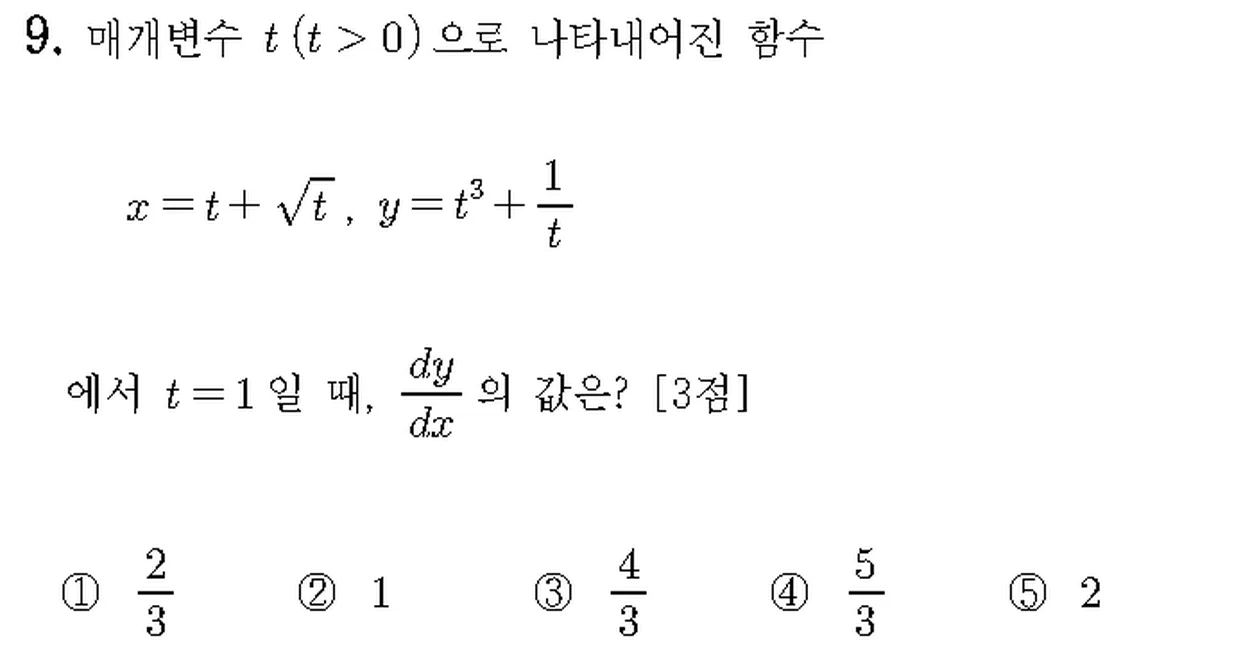 9. 매개변수 t (t > 0)으로 나타내어진 함수
x = t + √t , y = t³ + 1/t
에서 t = 1 일 때, dy/dx 의 값은? [3점]
① 2/3 ② 1 ③ 4/3 ④ 5/3 ⑤ 2